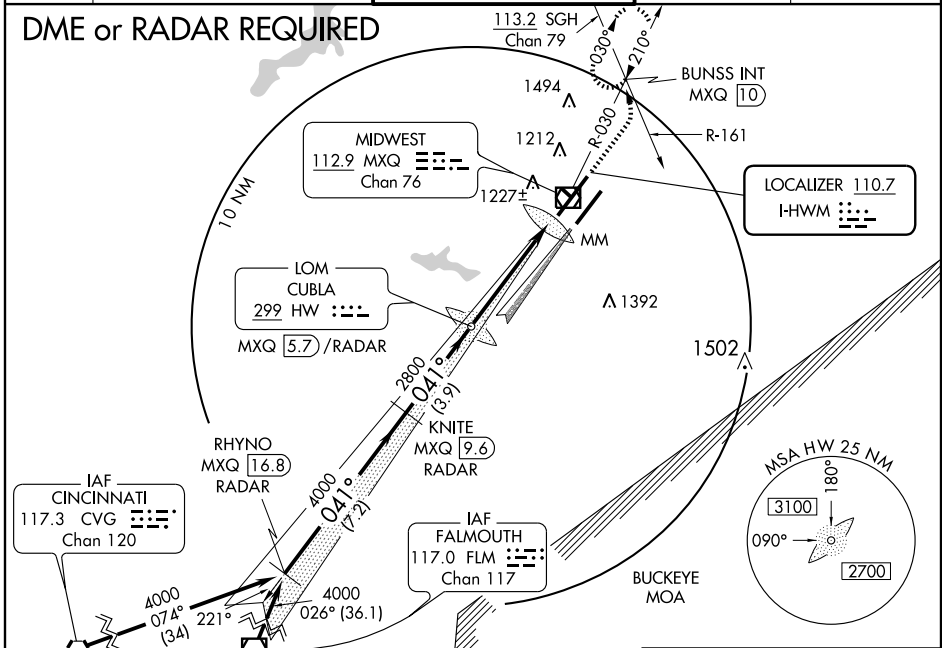 DME or RADAR REQUIRED
113.2 SGH
Chan 79
030°
210°
BUNSS INT
MXQ 10
1494
R-030
R-161
MIDWEST
112.9 MXQ
Chan 76
1212
1227±
LOCALIZER 110.7
I-HWM
10 NM
MM
LOM
CUBLA
299 HW
MXQ 5.7 /RADAR
1392
1502
2800
041°
(3.9)
KNITE
MXQ 9.6
RADAR
RHYNO
MXQ 16.8
RADAR
4000
041°
(7.2)
MSA HW 25 NM
180°
3100
090°
2700
IAF
CINCINNATI
117.3 CVG
Chan 120
IAF
FALMOUTH
117.0 FLM
Chan 117
BUCKEYE
MOA
4000
074°
(34)
221°
4000
026° (36.1)